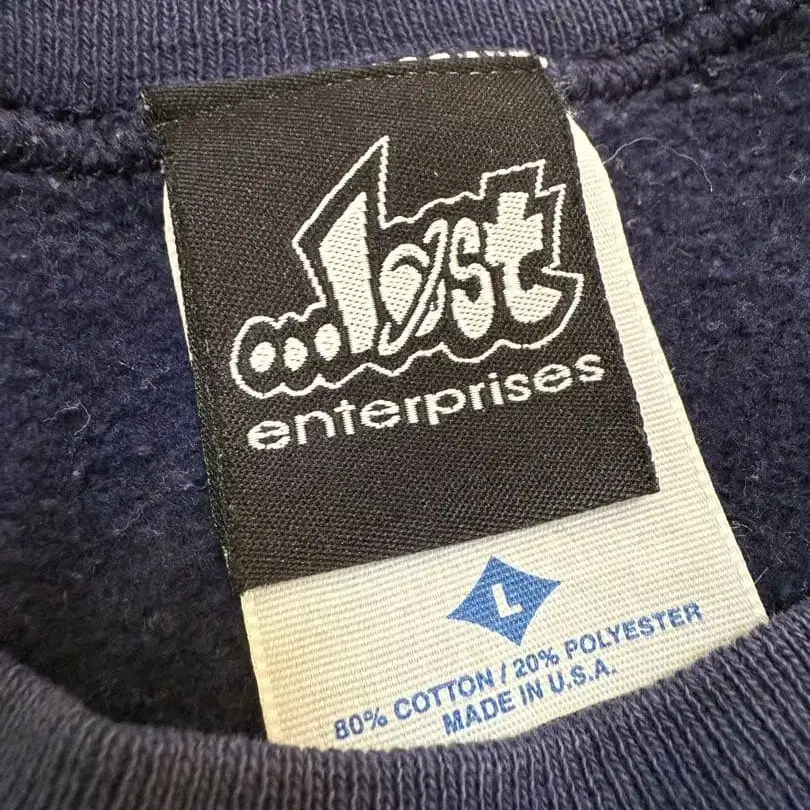 ...lost
enterprises
L
80% COTTON / 20% POLYESTER
MADE IN U.S.A.